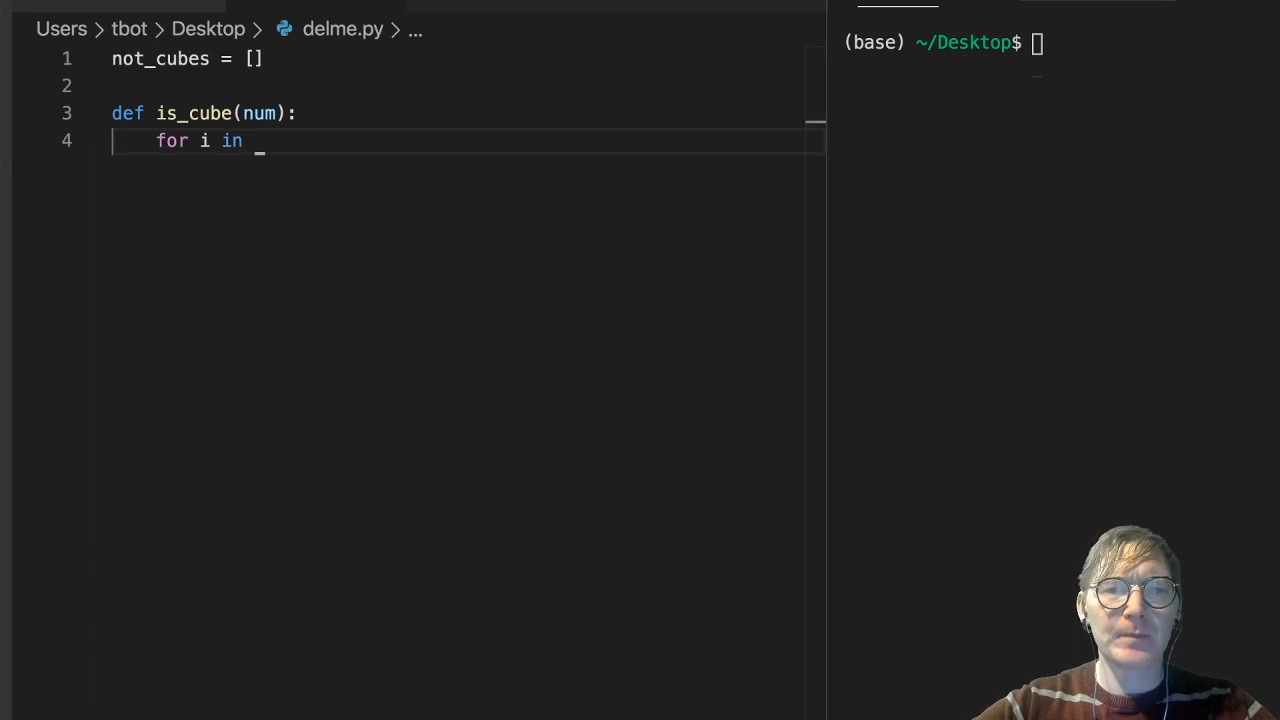 Users > tbot > Desktop > delme.py > ...
1 not_cubes = []
2
3 def is_cube(num):
4 for i in
(base) ~/Desktop$